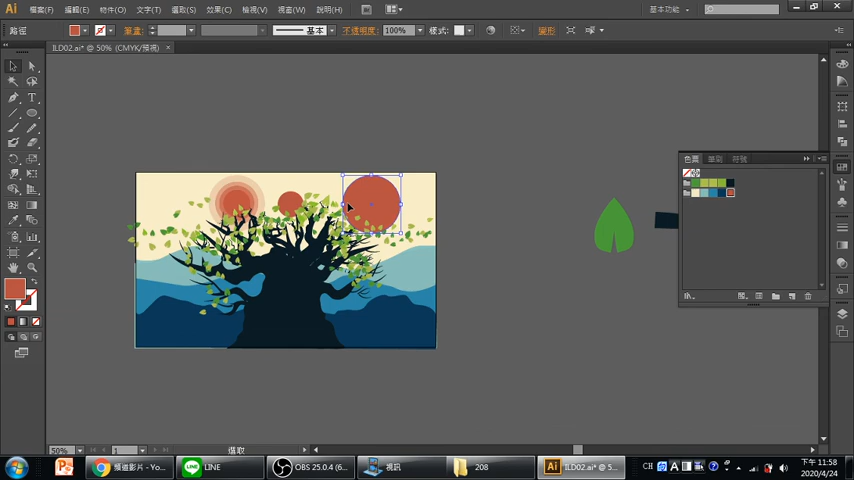 Ai 檔案(F) 編輯(E) 物件(O) 文字(T) 選取(S) 效果(C) 檢視(V) 視窗(W) 說明(H) Br 基本功能
路徑 筆畫: 基本 不透明度: 100% 樣式: 變形
ILD02.ai* @ 50% (CMYK/預視) ×
色票 筆刷 符號
50% 1 選取
頻道影片 - Yo... LINE OBS 25.0.4 (6... 視訊 208 Ai ILD02.ai* @ 5... CH 下午 11:58
2020/4/24